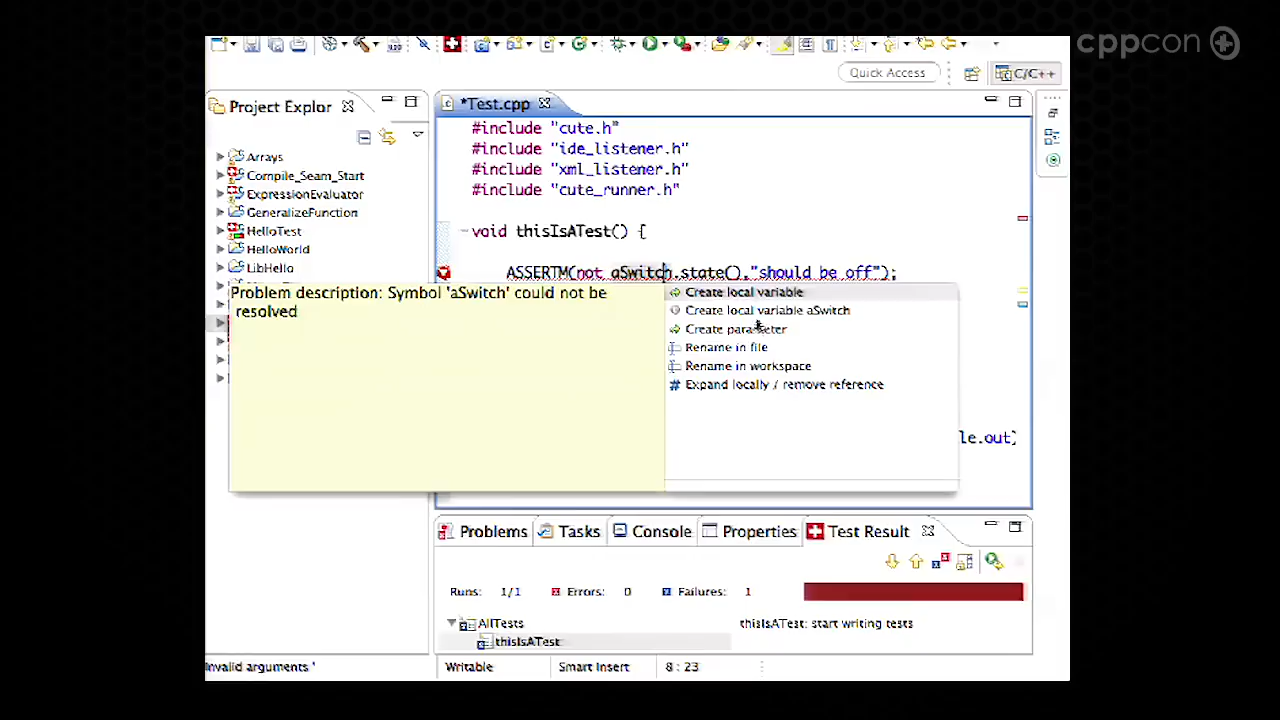 cppcon
Quick Access
C/C++
Project Explor
*Test.cpp
#include "cute.h"
#include "ide_listener.h"
#include "xml_listener.h"
#include "cute_runner.h"
void thisIsATest() {
ASSERTM(not aSwitch.state(),"should be off");
Arrays
Compile_Seam_Start
ExpressionEvaluator
GeneralizeFunction
HelloTest
HelloWorld
LibHello
Problem description: Symbol 'aSwitch' could not be
resolved
Create local variable
Create local variable aSwitch
Create parameter
Rename in file
Rename in workspace
Expand locally / remove reference
le.out)
Problems
Tasks
Console
Properties
Test Result
Runs: 1/1
Errors: 0
Failures: 1
AllTests
thisIsATest
thisIsATest: start writing tests
Invalid arguments '
Writable
Smart Insert
8 : 23